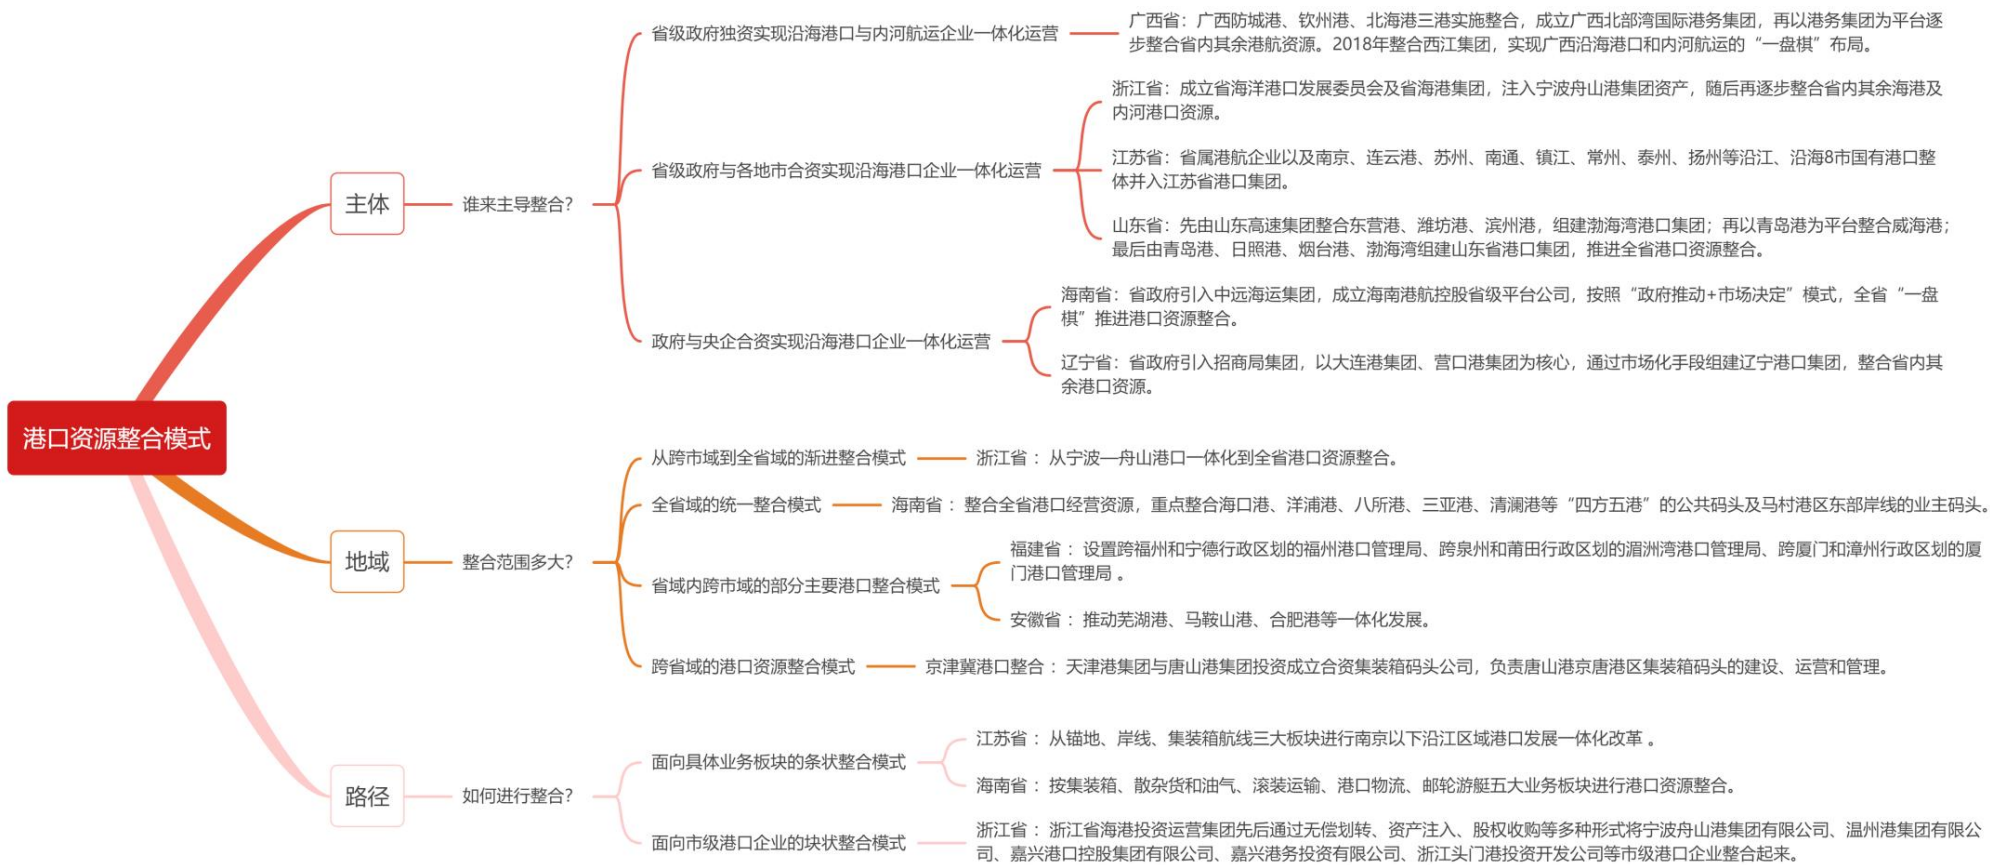 港口资源整合模式
主体
谁来主导整合？
省级政府独资实现沿海港口与内河航运企业一体化运营
广西省：广西防城港、钦州港、北海港三港实施整合，成立广西北部湾国际港务集团，再以港务集团为平台逐
步整合省内其余港航资源。2018年整合西江集团，实现广西沿海港口和内河航运的“一盘棋”布局。
省级政府与各地市合资实现沿海港口企业一体化运营
浙江省：成立省海洋港口发展委员会及省海港集团，注入宁波舟山港集团资产，随后再逐步整合省内其余海港及
内河港口资源。
江苏省：省属港航企业以及南京、连云港、苏州、南通、镇江、常州、泰州、扬州等沿江、沿海8市国有港口整
体并入江苏省港口集团。
山东省：先由山东高速集团整合东营港、潍坊港、滨州港，组建渤海湾港口集团；再以青岛港为平台整合威海港；
最后由青岛港、日照港、烟台港、渤海湾组建山东省港口集团，推进全省港口资源整合。
政府与央企合资实现沿海港口企业一体化运营
海南省：省政府引入中远海运集团，成立海南港航控股省级平台公司，按照“政府推动+市场决定”模式，全省“一盘
棋”推进港口资源整合。
辽宁省：省政府引入招商局集团，以大连港集团、营口港集团为核心，通过市场化手段组建辽宁港口集团，整合省内其
余港口资源。
地域
整合范围多大？
从跨市域到全省域的渐进整合模式
浙江省 ：从宁波—舟山港口一体化到全省港口资源整合。
全省域的统一整合模式
海南省 ：整合全省港口经营资源，重点整合海口港、洋浦港、八所港、三亚港、清澜港等“四方五港”的公共码头及马村港区东部岸线的业主码头。
省域内跨市域的部分主要港口整合模式
福建省 ：设置跨福州和宁德行政区划的福州港口管理局、跨泉州和莆田行政区划的湄洲湾港口管理局、跨厦门和漳州行政区划的厦
门港口管理局 。
安徽省 ：推动芜湖港、马鞍山港、合肥港等一体化发展。
跨省域的港口资源整合模式
京津冀港口整合 ：天津港集团与唐山港集团投资成立合资集装箱码头公司，负责唐山港京唐港区集装箱码头的建设、运营和管理。
路径
如何进行整合？
面向具体业务板块的条状整合模式
江苏省 ：从锚地、岸线、集装箱航线三大板块进行南京以下沿江区域港口发展一体化改革 。
海南省 ：按集装箱、散杂货和油气、滚装运输、港口物流、邮轮游艇五大业务板块进行港口资源整合。
面向市级港口企业的块状整合模式
浙江省 ：浙江省海港投资运营集团先后通过无偿划转、资产注入、股权收购等多种形式将宁波舟山港集团有限公司、温州港集团有限公
司、嘉兴港口控股集团有限公司、嘉兴港务投资有限公司、浙江头门港投资开发公司等市级港口企业整合起来。